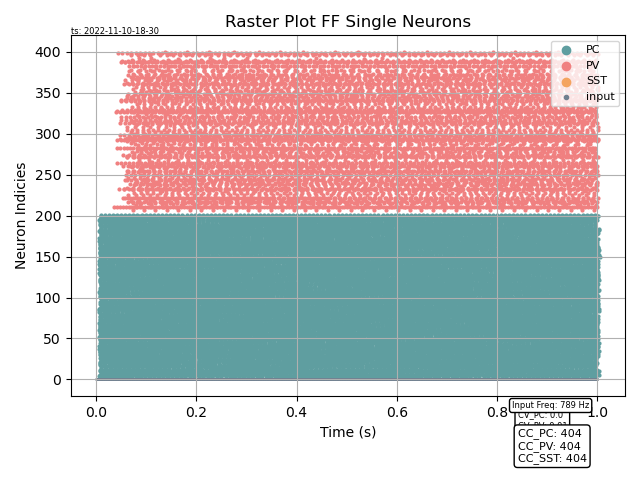 Raster Plot FF Single Neurons
ts: 2022-11-10-18-30
PC
PV
SST
input
400
350
300
250
200
150
100
50
0
Neuron Indicies
0.0 0.2 0.4 0.6 0.8 1.0
Time (s)
Input Freq: 789 Hz
CV_PC: 0.0
CC_PC: 404
CC_PV: 404
CC_SST: 404